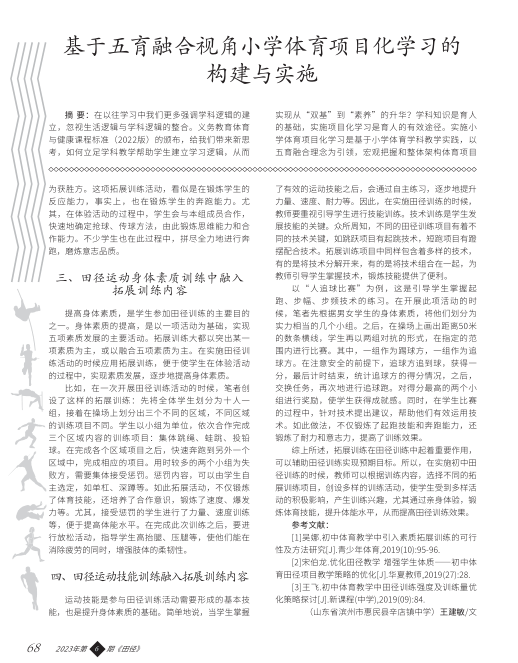 基于五育融合视角小学体育项目化学习的
构建与实施
摘 要：在以往学习中我们更多强调学科逻辑的建
立，忽视生活逻辑与学科逻辑的整合。义务教育体育
与健康课程标准（2022版）的颁布，给我们带来新思
考，如何立足学科教学帮助学生建立学习逻辑，从而
实现从“双基”到“素养”的升华？学科知识是育人
的基础，实施项目化学习是育人的有效途径。实施小
学体育项目化学习是基于小学体育学科教学实践，以
五育融合理念为引领，宏观把握和整体架构体育项目
为获胜方。这项拓展训练活动，看似是在锻炼学生的
反应能力，事实上，也在锻炼学生的奔跑能力。尤
其，在体验活动的过程中，学生会与本组成员合作，
快速地确定抢球、传球方法，由此锻炼思维能力和合
作能力。不少学生也在此过程中，拼尽全力地进行奔
跑，磨炼意志品质。
三、田径运动身体素质训练中融入
拓展训练内容
提高身体素质，是学生参加田径训练的主要目的
之一。身体素质的提高，是以一项活动为基础，实现
五项素质发展的主要活动。拓展训练大都以突出某一
项素质为主，或以融合五项素质为主。在实施田径训
练活动的时候应用拓展训练，便于使学生在体验活动
的过程中，实现素质发展，逐步地提高身体素质。
比如，在一次开展田径训练活动的时候，笔者创
设了这样的拓展训练：先将全体学生划分为十人一
组，接着在操场上划分出三个不同的区域，不同区域
的训练项目不同。学生以小组为单位，依次合作完成
三个区域内容的训练项目：集体跳绳、蛙跳、投铅
球。在完成各个区域项目之后，快速奔跑到另外一个
区域中，完成相应的项目。用时较多的两个小组为失
败方，需要集体接受惩罚。惩罚内容，可以由学生自
主选定，如单杠、深蹲等。如此拓展活动，不仅锻炼
了体育技能，还培养了合作意识，锻炼了速度、爆发
力等。尤其，接受惩罚的学生进行了力量、速度训练
等，便于提高体能水平。在完成此次训练之后，要进
行放松活动，指导学生高抬腿、压腿等，使他们能在
消除疲劳的同时，增强肢体的柔韧性。
四、田径运动技能训练融入拓展训练内容
运动技能是参与田径训练活动需要形成的基本技
能，也是提升身体素质的基础。简单地说，当学生掌握
了有效的运动技能之后，会通过自主练习，逐步地提升
力量、速度、耐力等。因此，在实施田径训练的时候，
教师要重视引导学生进行技能训练。技术训练是学生发
展技能的关键。众所周知，不同的田径训练项目有着不
同的技术关键，如跳跃项目有起跳技术，短跑项目有蹬
摆配合技术。拓展训练项目中同样包含着多样的技术，
有的是将技术分解开来，有的是将技术组合在一起，为
教师引导学生掌握技术，锻炼技能提供了便利。
以“人追球比赛”为例，这是引导学生掌握起
跑、步幅、步频技术的练习。在开展此项活动的时
候，笔者先根据男女学生的身体素质，将他们划分为
实力相当的几个小组。之后，在操场上画出距离50米
的数条横线，学生再以两组对抗的形式，在指定的范
围内进行比赛。其中，一组作为踢球方，一组作为追
球方。在注意安全的前提下，追球方追到球，获得一
分，最后计时结束，统计追球方的得分情况。之后，
交换任务，再次地进行追球跑。对得分最高的两个小
组进行奖励，使学生获得成就感。同时，在学生比赛
的过程中，针对技术提出建议，帮助他们有效运用技
术。如此做法，不仅锻炼了起跑技能和奔跑能力，还
锻炼了耐力和意志力，提高了训练效果。
综上所述，拓展训练在田径训练中起着重要作用，
可以辅助田径训练实现预期目标。所以，在实施初中田
径训练的时候，教师可以根据训练内容，选择不同的拓
展训练项目，创设多样的训练活动，使学生受到多样活
动的积极影响，产生训练兴趣，尤其通过亲身体验，锻
炼体育技能，提升体能水平，从而提高田径训练效果。
参考文献：
[1]吴娜.初中体育教学中引入素质拓展训练的可行
性及方法研究[J].青少年体育,2019(10):95-96.
[2]宋伯龙.优化田径教学 增强学生体质——初中体
育田径项目教学策略的优化[J].华夏教师,2019(27):28.
[3]王飞.初中体育教学中田径训练强度及训练量优
化策略探讨[J].新课程(中学),2019(09):84.
（山东省滨州市惠民县辛店镇中学）王建敏/文
68 2023年第 6 期《田径》